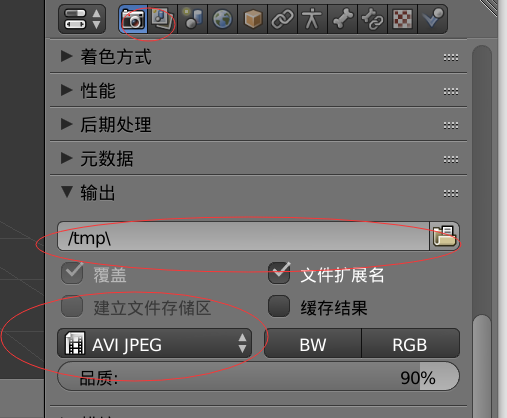 着色方式
性能
后期处理
元数据
输出
/tmp\
覆盖 文件扩展名
建立文件存储区 缓存结果
AVI JPEG BW RGB
品质: 90%